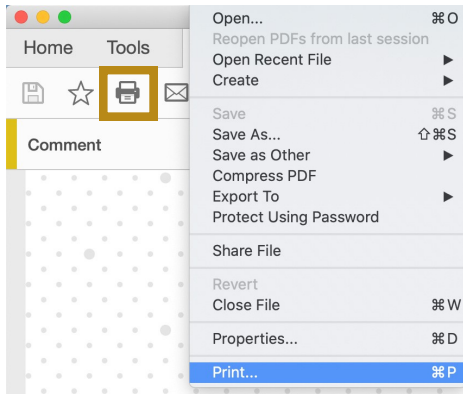 Home Tools
Comment
Open... ⌘O
Reopen PDFs from last session
Open Recent File ▶
Create ▶
Save ⌘S
Save As... ⇧⌘S
Save as Other ▶
Compress PDF
Export To ▶
Protect Using Password
Share File
Revert
Close File ⌘W
Properties... ⌘D
Print... ⌘P